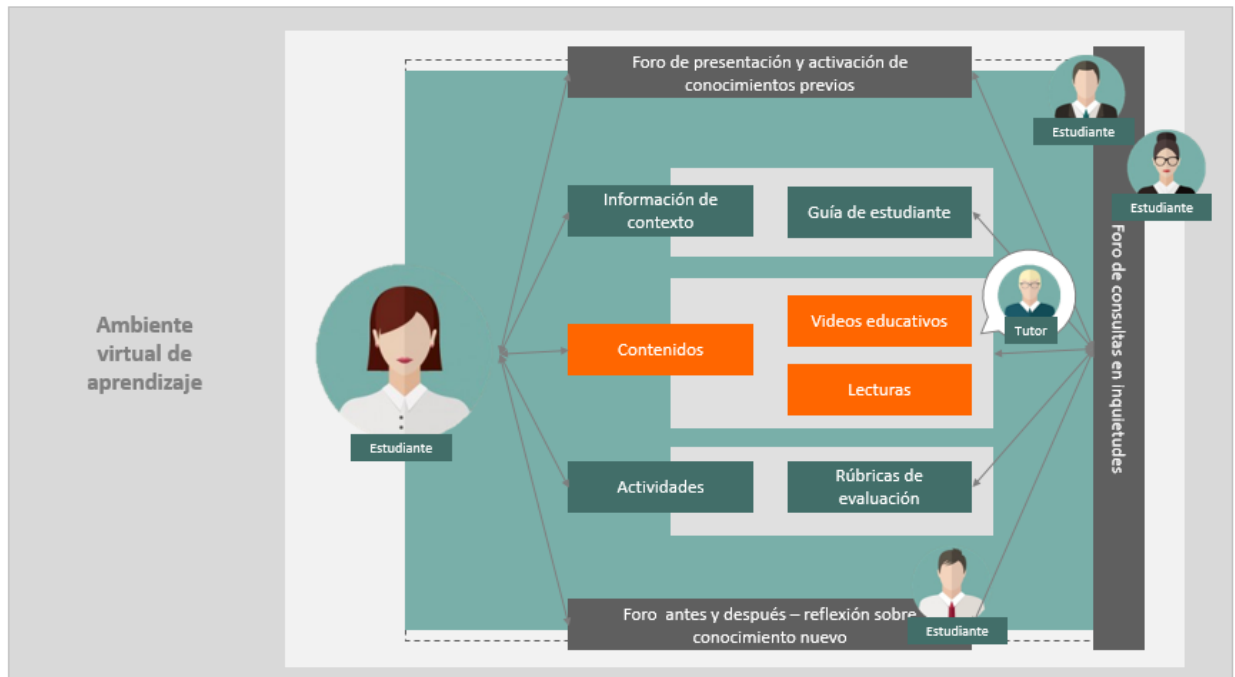 Foro de presentación y activación de
conocimientos previos
Estudiante
Estudiante
Información de
contexto
Guía de estudiante
Foro de consultas en inquietudes
Ambiente
virtual de
aprendizaje
Videos educativos
Tutor
Contenidos
Lecturas
Estudiante
Actividades
Rúbricas de
evaluación
Foro antes y después – reflexión sobre
conocimiento nuevo
Estudiante